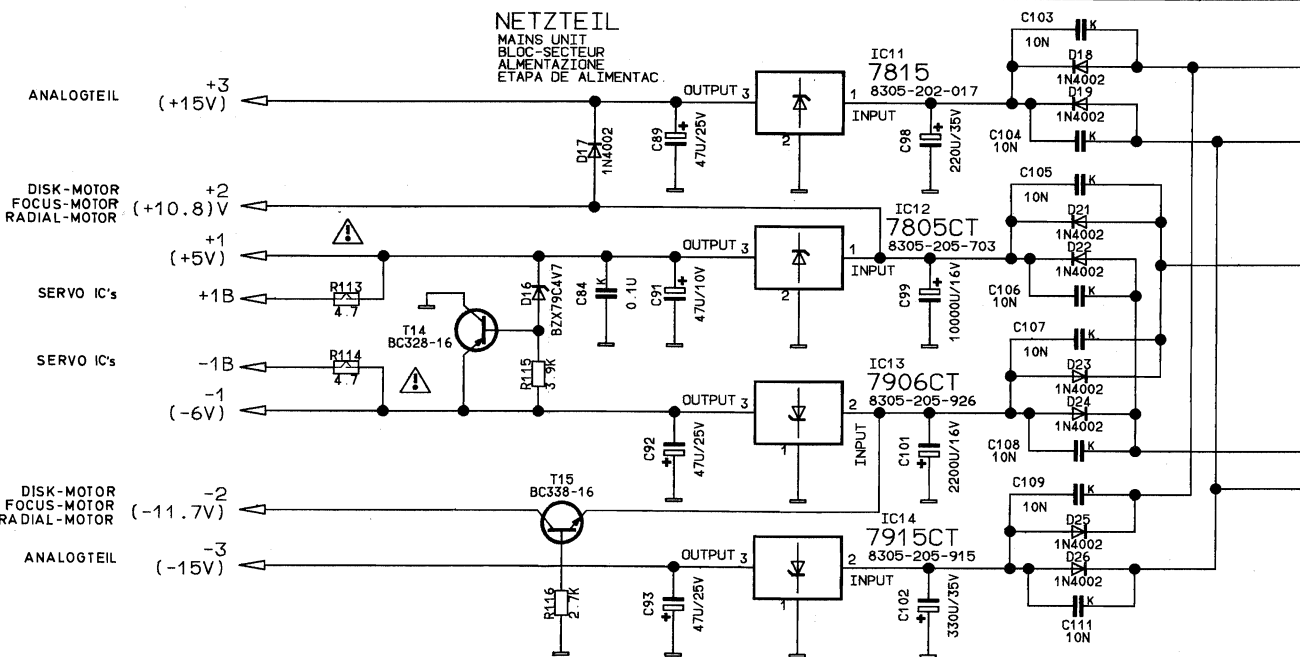 NETZTEIL
MAINS UNIT
BLOC-SECTEUR
ALMENTAZIONE
ETAPA DE ALIMENTAC.
C103
K
10N
D18
1N4002
D19
1N4002
C104
10N
K
IC11
7815
8305-202-017
OUTPUT 3
1
INPUT
2
C98
220U/35V
C89
47U/25V
D17
1N4002
ANALOGTEIL
+3
(+15V)
DISK-MOTOR
FOCUS-MOTOR
RADIAL-MOTOR
+2
(+10.8)V
C105
K
10N
D21
1N4002
D22
1N4002
C106
10N
K
IC12
7805CT
8305-205-703
OUTPUT 3
1
INPUT
2
C99
10000U/16V
C91
47U/10V
C84
K
0.1U
D16
BZX79C4V7
+1
(+5V)
SERVO IC's
+1B
R113
4.7
!
T14
BC328-16
R115
3.9K
SERVO IC's
-1B
R114
4.7
!
-1
(-6V)
C107
K
10N
D23
1N4002
D24
1N4002
C108
10N
K
IC13
7906CT
8305-205-926
OUTPUT 3
2
INPUT
1
C101
2200U/16V
C92
47U/25V
DISK-MOTOR
FOCUS-MOTOR
RADIAL-MOTOR
-2
(-11.7V)
T15
BC338-16
R116
2.7K
C109
K
10N
D25
1N4002
D26
1N4002
C111
10N
K
IC14
7915CT
8305-205-915
OUTPUT 3
2
INPUT
1
C102
330U/35V
C93
47U/25V
ANALOGTEIL
-3
(-15V)